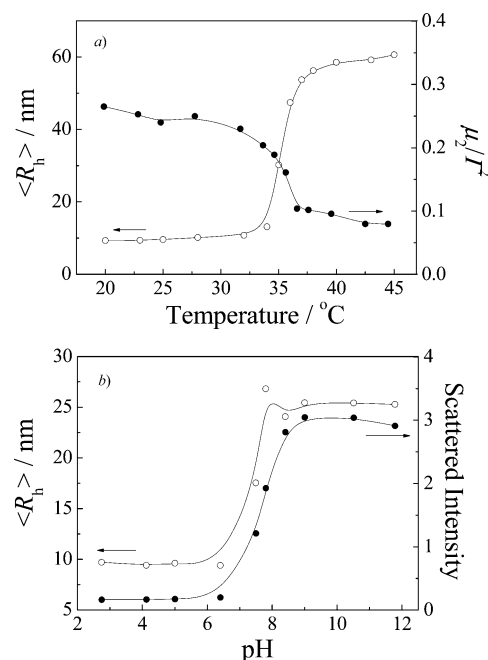 a)
60
40
20
0
<R_h> / nm
0.4
0.3
0.2
0.1
0.0
μ₂/Γ²
20 25 30 35 40 45
Temperature / °C
b)
30
25
20
15
10
5
<R_h> / nm
4
3
2
1
0
Scattered Intensity
2 4 6 8 10 12
pH